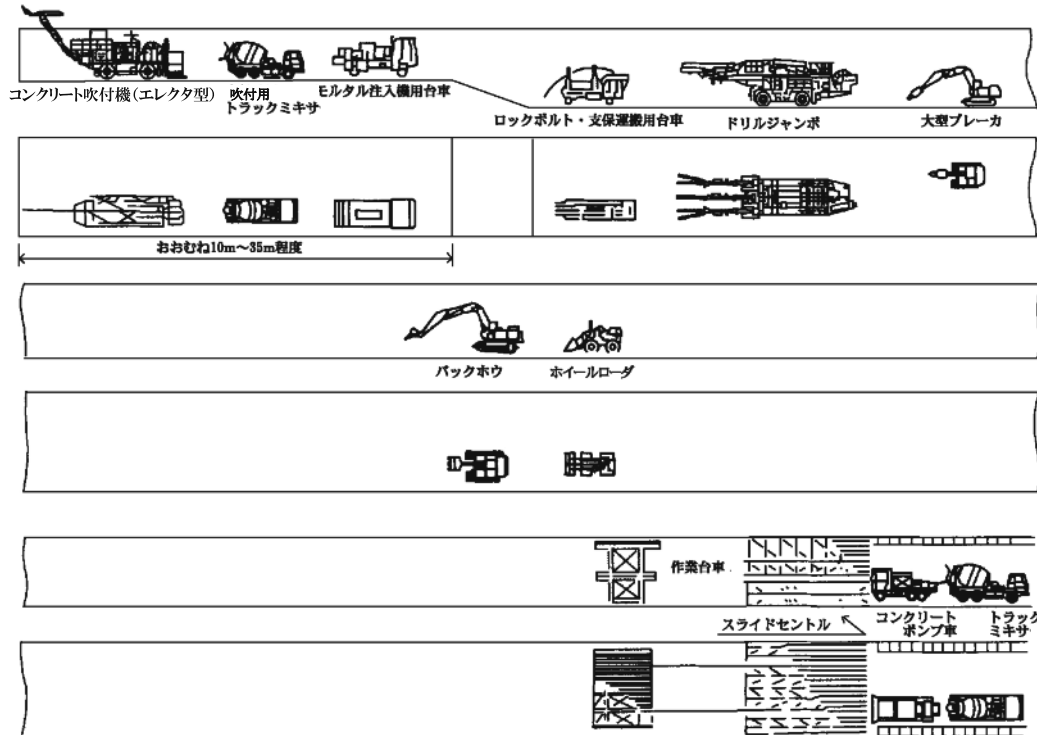 コンクリート吹付機(エレクタ型)
吹付用
トラックミキサ
モルタル注入機用台車
ロックボルト・支保運搬用台車
ドリルジャンボ
大型ブレーカ
おおむね10m～35m程度
バックホウ
ホイールローダ
作業台車
スライドセントル
コンクリート
ポンプ車
トラック
ミキサ